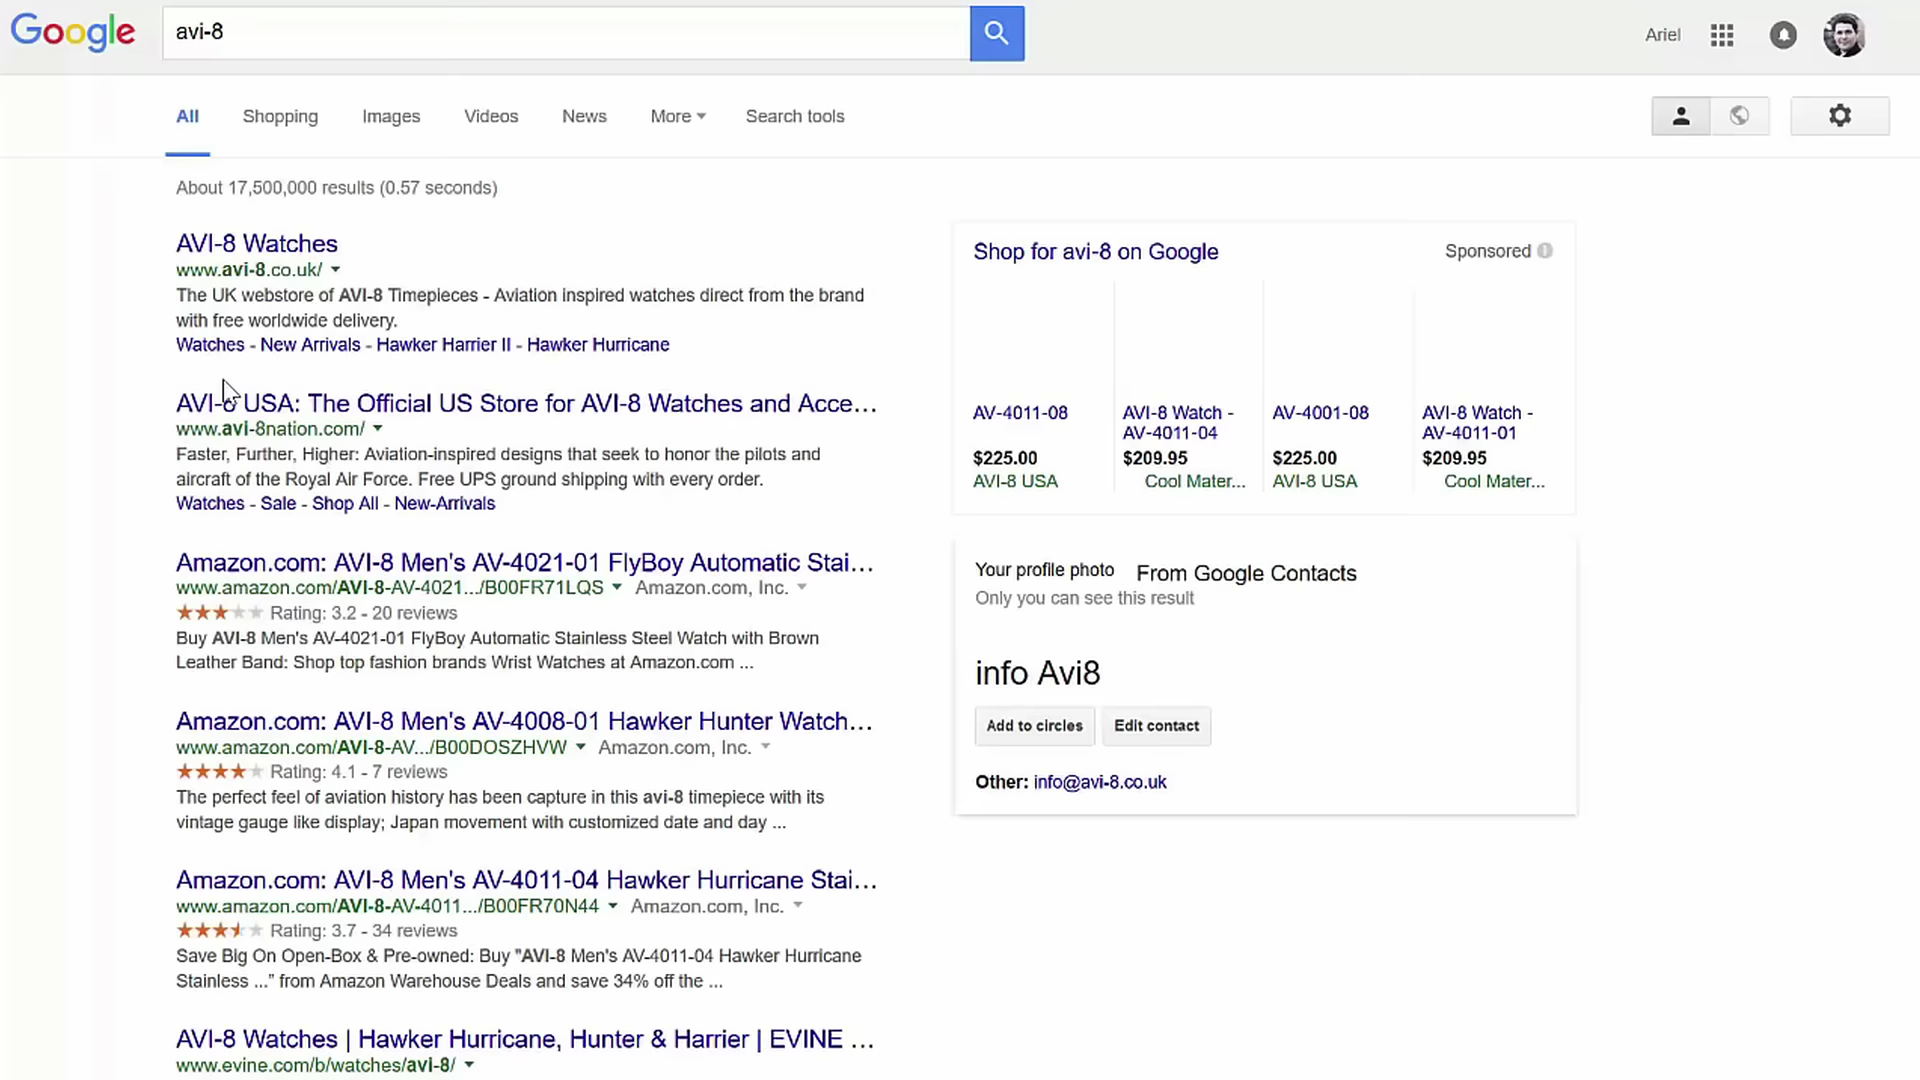 Google
avi-8
Ariel
All Shopping Images Videos News More Search tools
About 17,500,000 results (0.57 seconds)
AVI-8 Watches
www.avi-8.co.uk/
The UK webstore of AVI-8 Timepieces - Aviation inspired watches direct from the brand
with free worldwide delivery.
Watches - New Arrivals - Hawker Harrier II - Hawker Hurricane
AVI-8 USA: The Official US Store for AVI-8 Watches and Acce...
www.avi-8nation.com/
Faster, Further, Higher: Aviation-inspired designs that seek to honor the pilots and
aircraft of the Royal Air Force. Free UPS ground shipping with every order.
Watches - Sale - Shop All - New-Arrivals
Amazon.com: AVI-8 Men's AV-4021-01 FlyBoy Automatic Stai...
www.amazon.com/AVI-8-AV-4021.../B00FR71LQS Amazon.com, Inc.
Rating: 3.2 - 20 reviews
Buy AVI-8 Men's AV-4021-01 FlyBoy Automatic Stainless Steel Watch with Brown
Leather Band: Shop top fashion brands Wrist Watches at Amazon.com ...
Amazon.com: AVI-8 Men's AV-4008-01 Hawker Hunter Watch...
www.amazon.com/AVI-8-AV.../B00DOSZHVW Amazon.com, Inc.
Rating: 4.1 - 7 reviews
The perfect feel of aviation history has been capture in this avi-8 timepiece with its
vintage gauge like display; Japan movement with customized date and day ...
Amazon.com: AVI-8 Men's AV-4011-04 Hawker Hurricane Stai...
www.amazon.com/AVI-8-AV-4011.../B00FR70N44 Amazon.com, Inc.
Rating: 3.7 - 34 reviews
Save Big On Open-Box & Pre-owned: Buy "AVI-8 Men's AV-4011-04 Hawker Hurricane
Stainless ..." from Amazon Warehouse Deals and save 34% off the ...
AVI-8 Watches | Hawker Hurricane, Hunter & Harrier | EVINE ...
www.evine.com/b/watches/avi-8/
Shop for avi-8 on Google
Sponsored
AV-4011-08
$225.00
AVI-8 USA
AVI-8 Watch -
AV-4011-04
$209.95
Cool Mater...
AV-4001-08
$225.00
AVI-8 USA
AVI-8 Watch -
AV-4011-01
$209.95
Cool Mater...
Your profile photo From Google Contacts
Only you can see this result
info Avi8
Add to circles Edit contact
Other: info@avi-8.co.uk